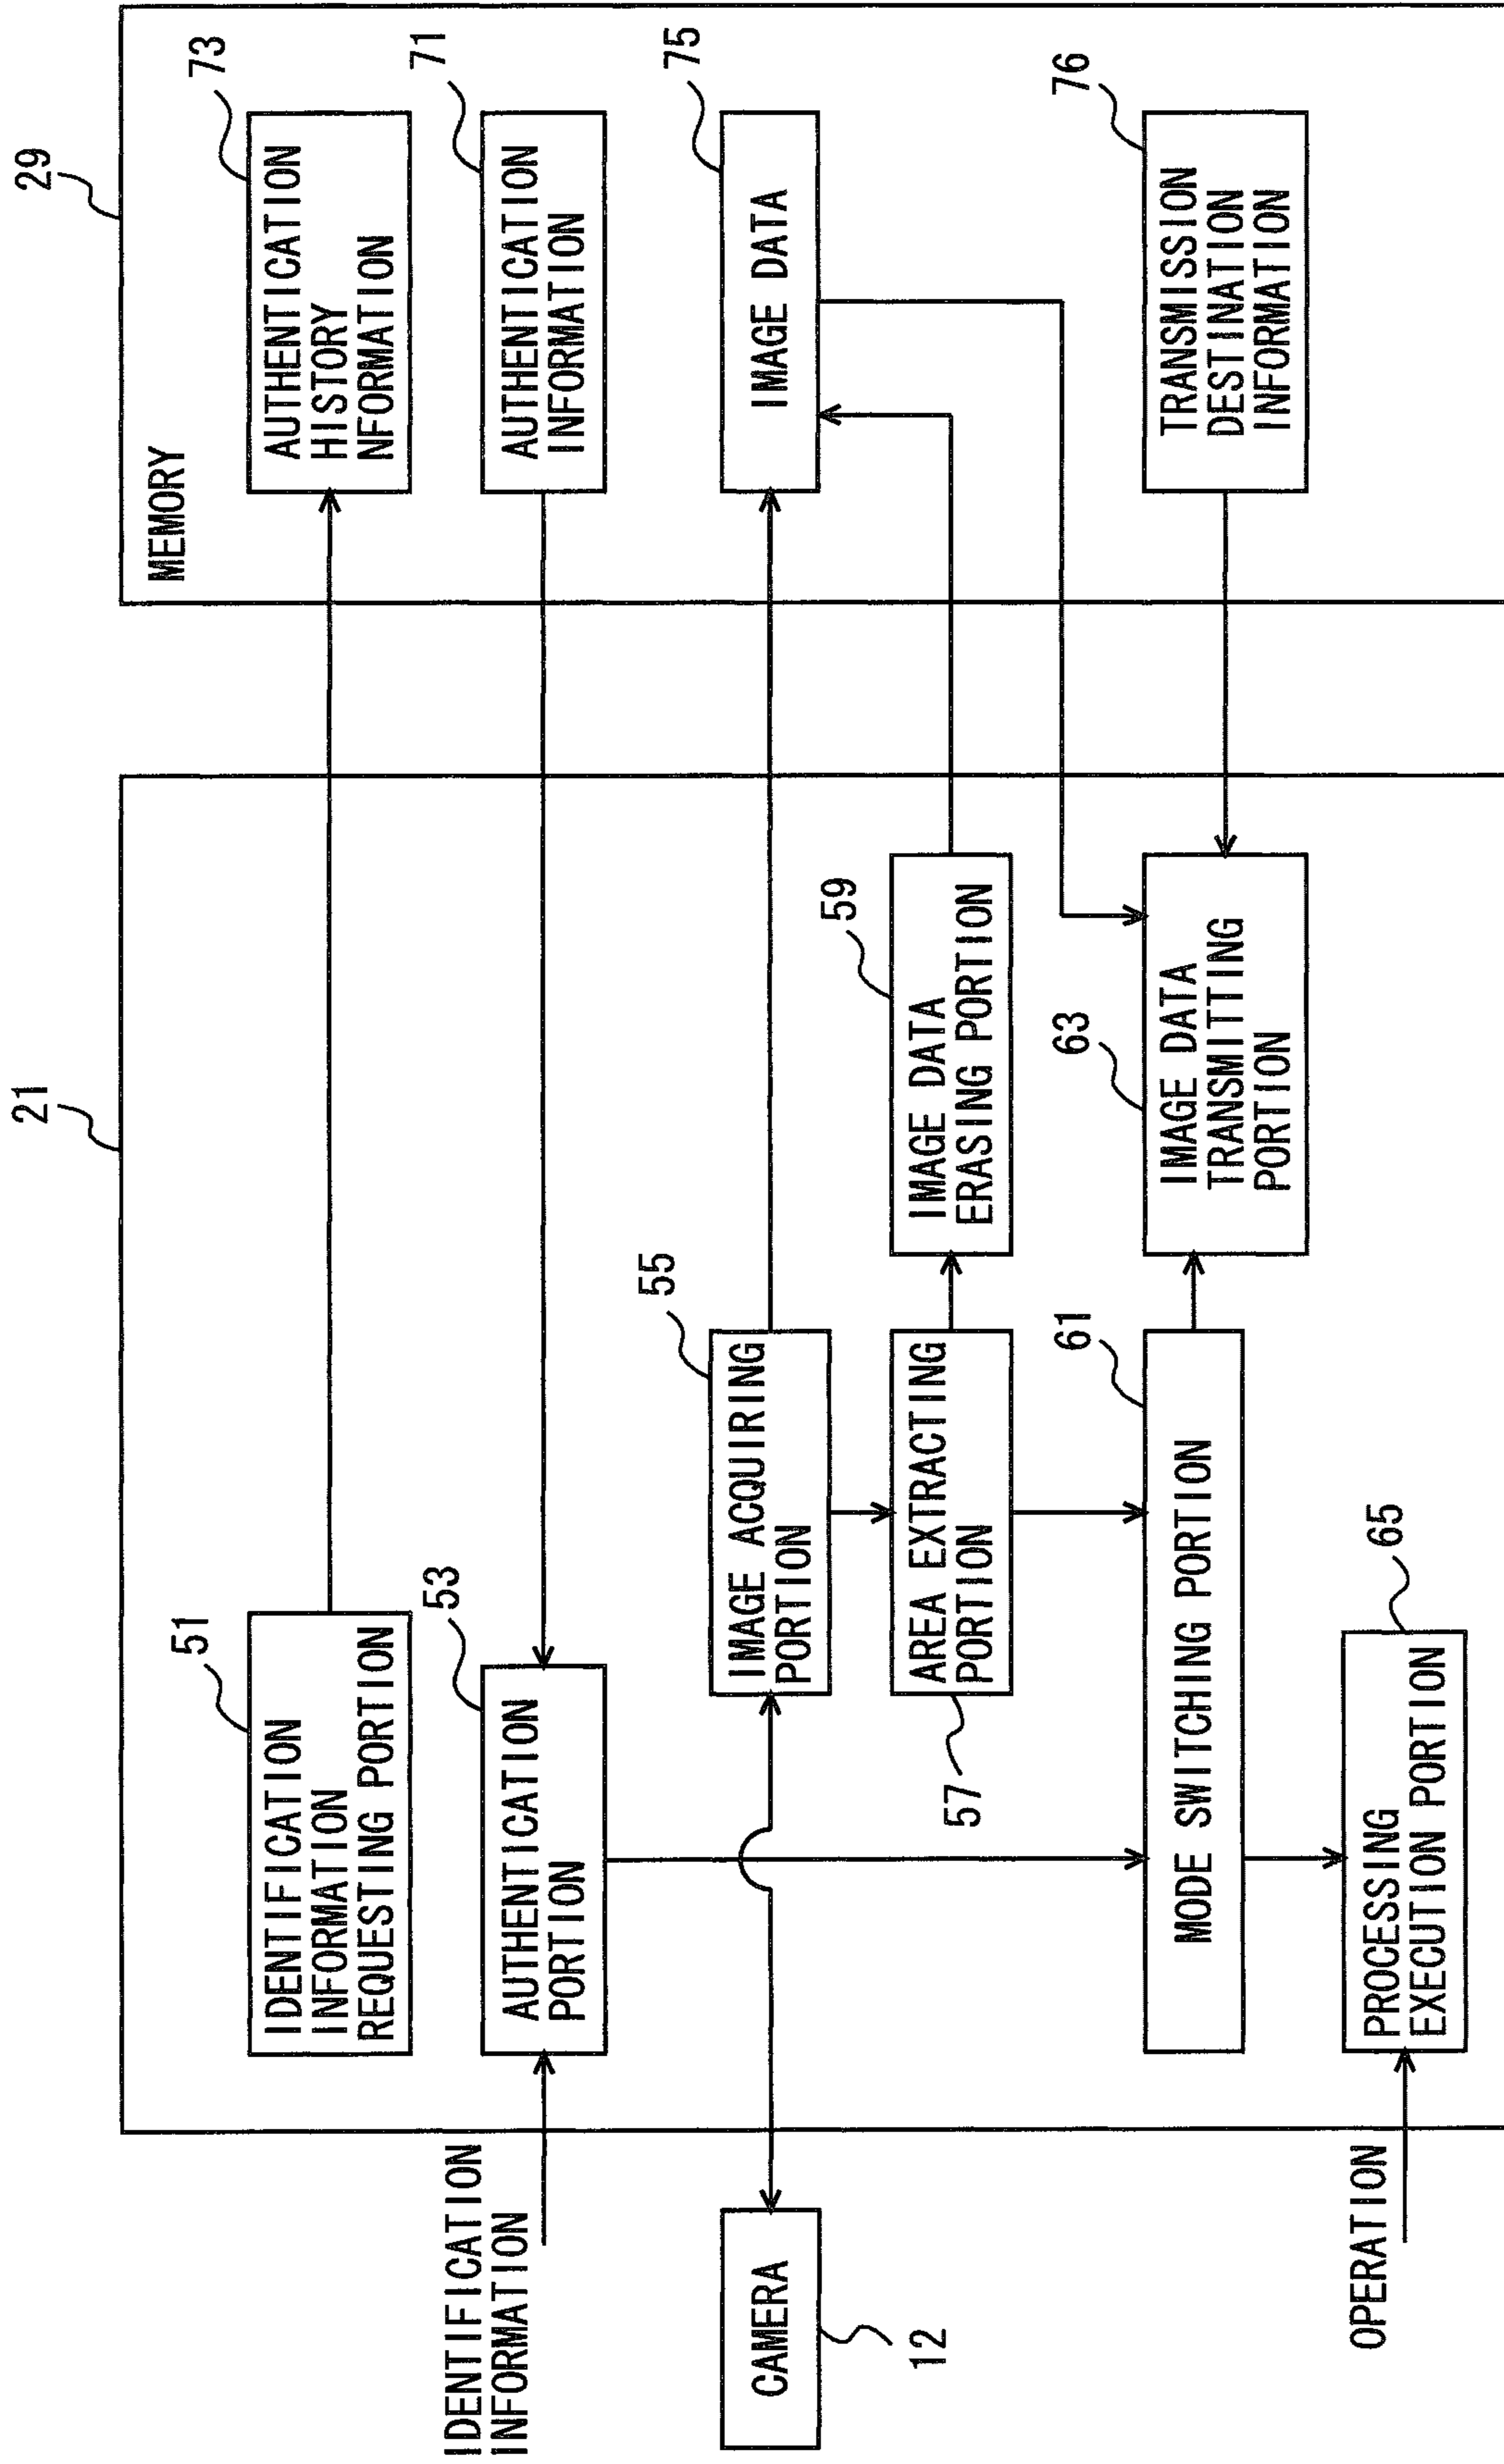 21
29
MEMORY
51
IDENTIFICATION
INFORMATION
REQUESTING PORTION
73
AUTHENTICATION
HISTORY
NFORMATION
IDENTIFICATION
INFORMATION
53
AUTHENTICATION
PORTION
71
AUTHENTICATION
INFORMATION
CAMERA
12
55
IMAGE ACQUIRING
PORTION
75
IMAGE DATA
57
AREA EXTRACTING
PORTION
59
IMAGE DATA
ERASING PORTION
61
MODE SWITCHING PORTION
63
IMAGE DATA
TRANSMITTING
PORTION
76
TRANSMISSION
DESTINATION
INFORMATION
OPERATION
65
PROCESSING
EXECUTION PORTION